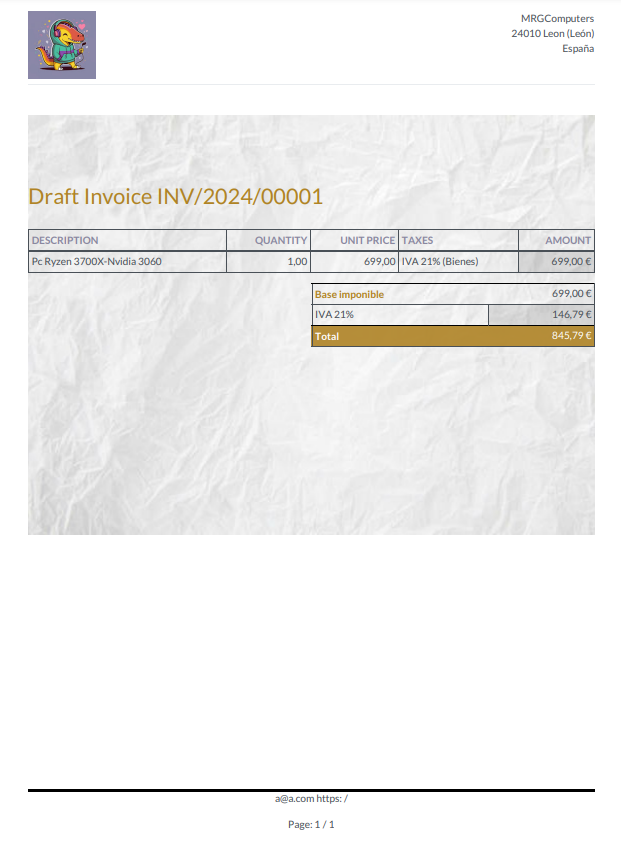 MRGComputers
24010 Leon (León)
España
Draft Invoice INV/2024/00001
DESCRIPTION QUANTITY UNIT PRICE TAXES AMOUNT
Pc Ryzen 3700X-Nvidia 3060 1,00 699,00 IVA 21% (Bienes) 699,00 €
Base imponible 699,00 €
IVA 21% 146,79 €
Total 845,79 €
a@a.com https: /
Page: 1 / 1